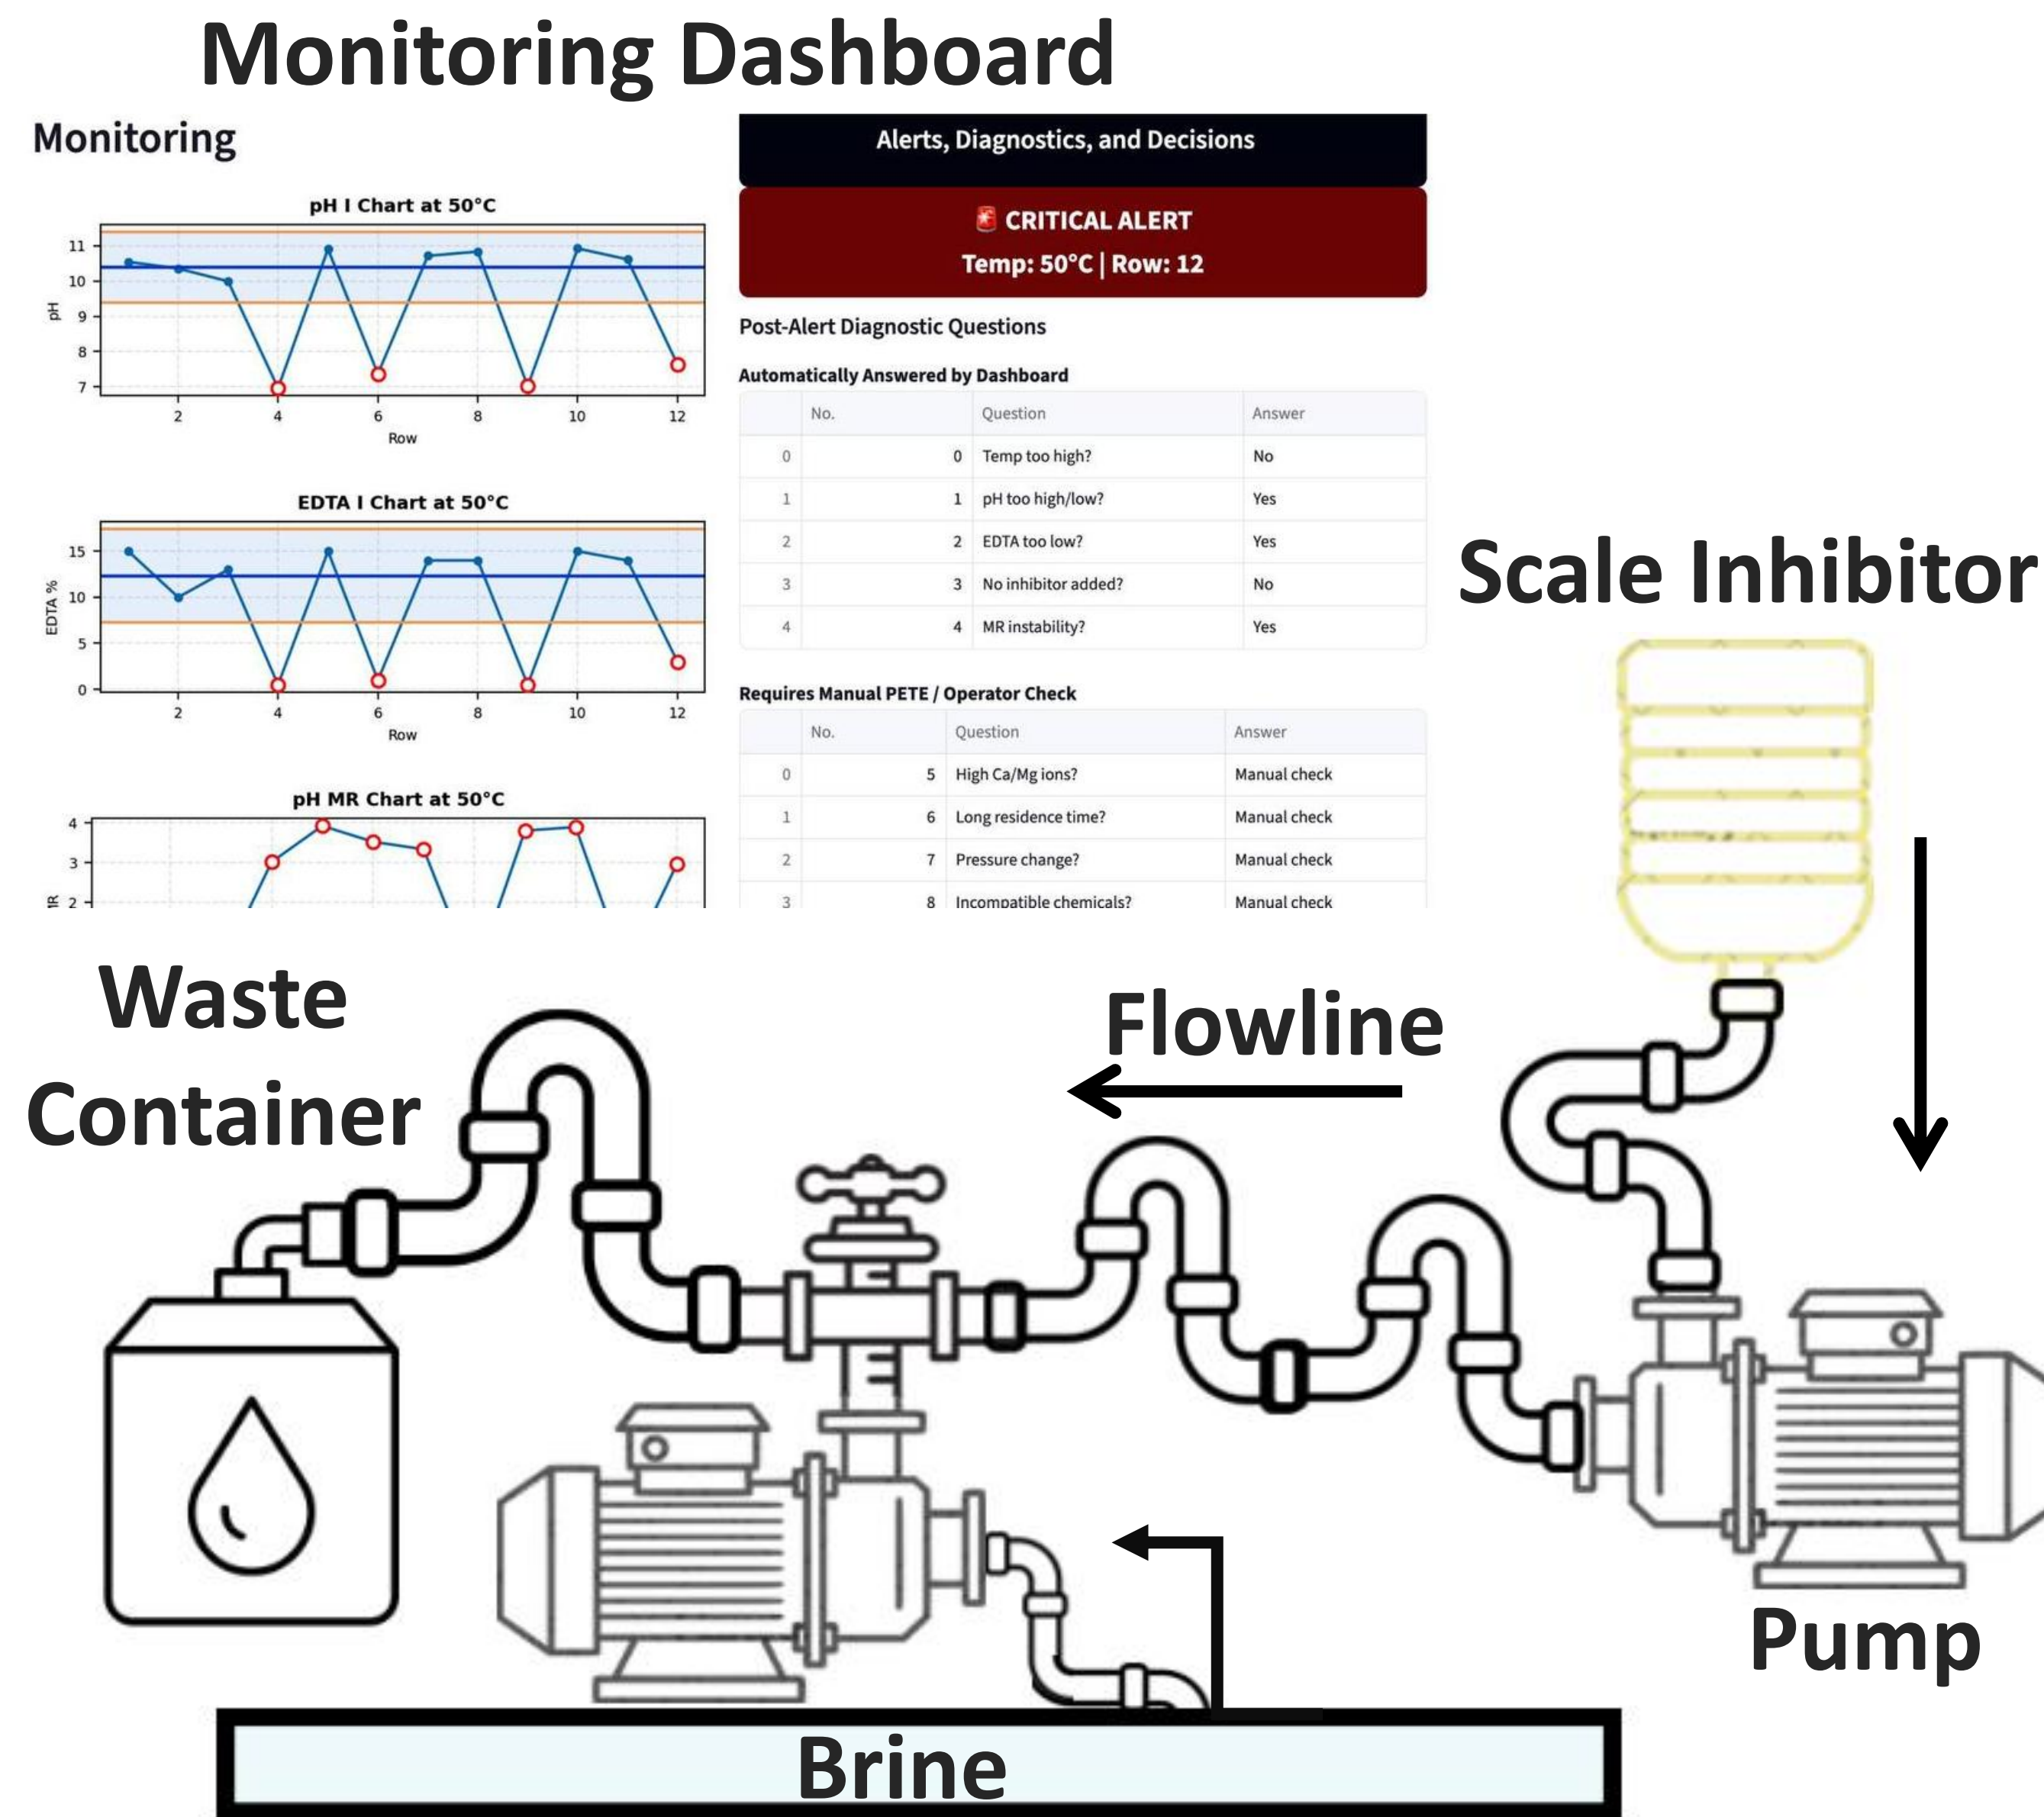 Monitoring Dashboard
Monitoring
pH I Chart at 50°C
11
10
9
8
7
pH
2 4 6 8 10 12
Row
EDTA I Chart at 50°C
15
10
5
0
EDTA %
2 4 6 8 10 12
Row
pH MR Chart at 50°C
4
3
2
Alerts, Diagnostics, and Decisions
🚨 CRITICAL ALERT
Temp: 50°C | Row: 12
Post-Alert Diagnostic Questions
Automatically Answered by Dashboard
No. Question Answer
0 0 Temp too high? No
1 1 pH too high/low? Yes
2 2 EDTA too low? Yes
3 3 No inhibitor added? No
4 4 MR instability? Yes
Requires Manual PETE / Operator Check
No. Question Answer
0 5 High Ca/Mg ions? Manual check
1 6 Long residence time? Manual check
2 7 Pressure change? Manual check
3 8 Incompatible chemicals? Manual check
Scale Inhibitor
Waste
Container
Flowline
Pump
Brine